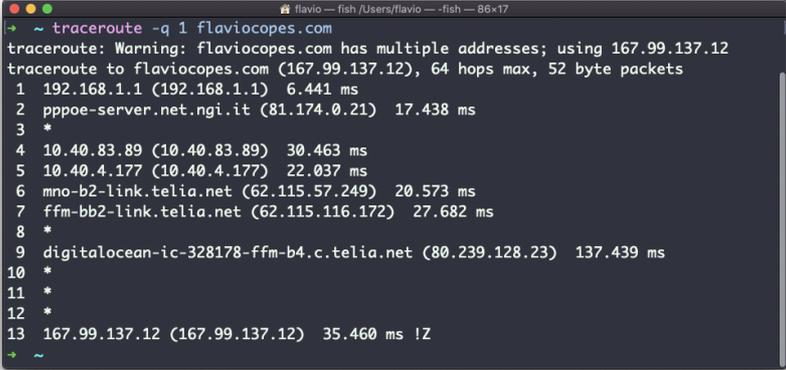 flavio — fish /Users/flavio — -fish — 86×17
➜ ~ traceroute -q 1 flaviocopes.com
traceroute: Warning: flaviocopes.com has multiple addresses; using 167.99.137.12
traceroute to flaviocopes.com (167.99.137.12), 64 hops max, 52 byte packets
1 192.168.1.1 (192.168.1.1) 6.441 ms
2 pppoe-server.net.ngi.it (81.174.0.21) 17.438 ms
3 *
4 10.40.83.89 (10.40.83.89) 30.463 ms
5 10.40.4.177 (10.40.4.177) 22.037 ms
6 mno-b2-link.telia.net (62.115.57.249) 20.573 ms
7 ffm-bb2-link.telia.net (62.115.116.172) 27.682 ms
8 *
9 digitalocean-ic-328178-ffm-b4.c.telia.net (80.239.128.23) 137.439 ms
10 *
11 *
12 *
13 167.99.137.12 (167.99.137.12) 35.460 ms !Z
➜ ~